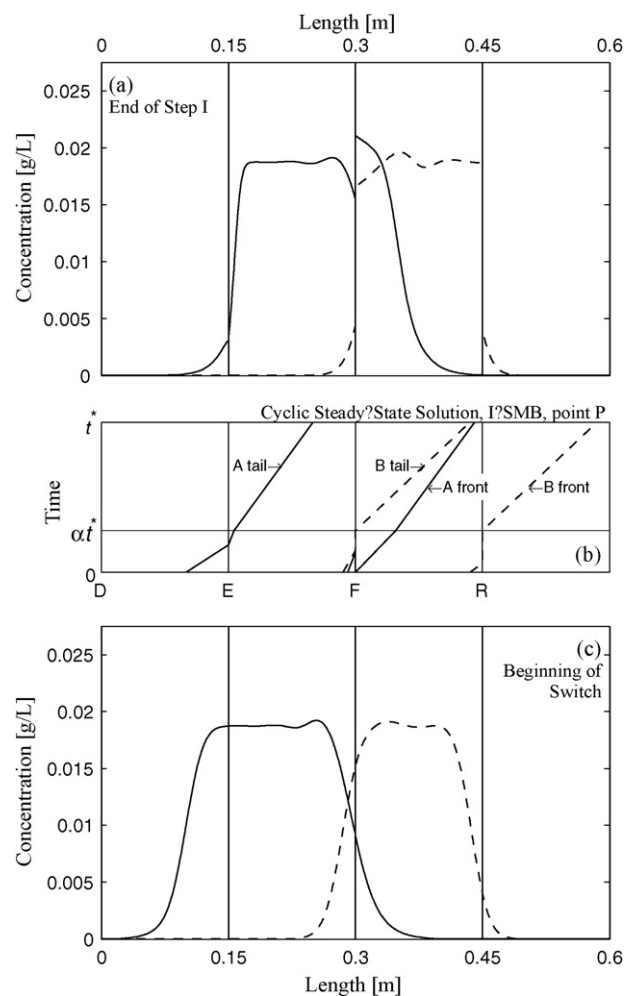 Length [m]
0 0.15 0.3 0.45 0.6
(a)
End of Step I
0.025
0.02
0.015
0.01
0.005
0
Concentration [g/L]
Cyclic Steady?State Solution, I?SMB, point P
t*
A tail→
B tail→
←A front
←B front
Time
αt*
(b)
0
D E F R
(c)
Beginning of
Switch
0.025
0.02
0.015
0.01
0.005
0
Concentration [g/L]
0 0.15 0.3 0.45 0.6
Length [m]